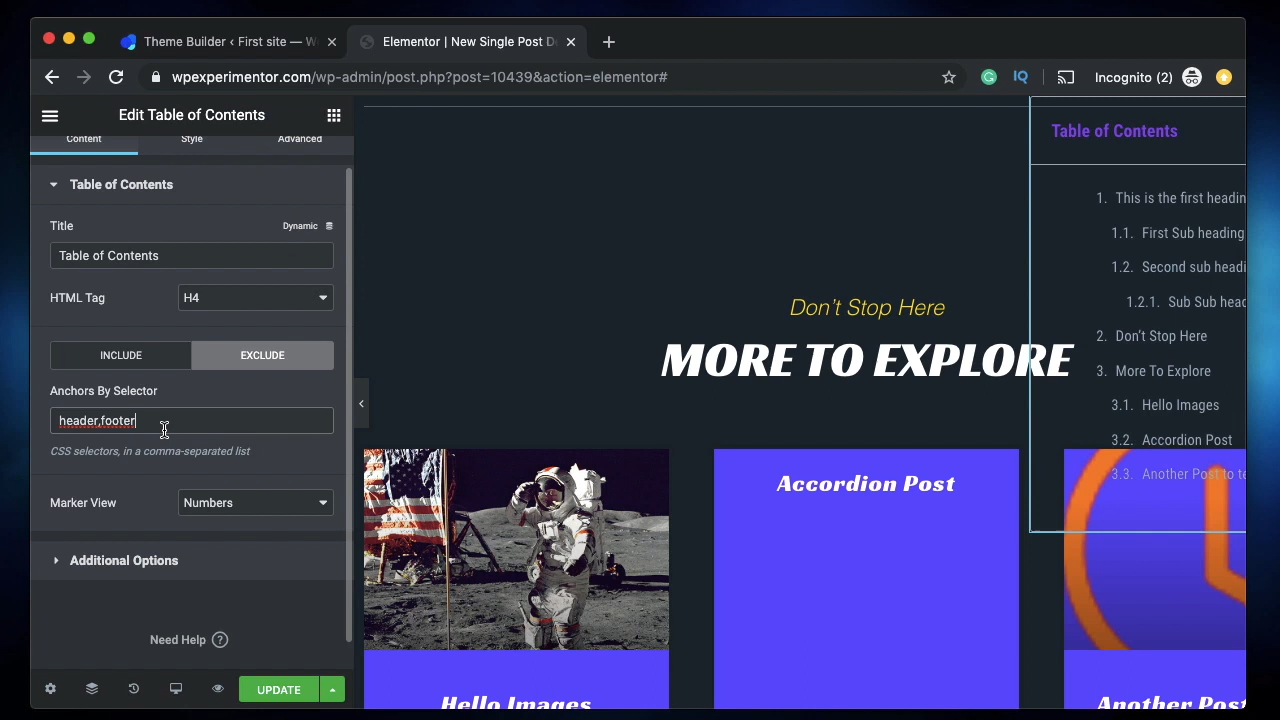 Theme Builder ‹ First site — W
Elementor | New Single Post D
wpexperimentor.com/wp-admin/post.php?post=10439&action=elementor#
IQ
Incognito (2)
Edit Table of Contents
Content
Style
Advanced
Table of Contents
Title
Dynamic
Table of Contents
HTML Tag
H4
INCLUDE
EXCLUDE
Anchors By Selector
header,footer
CSS selectors, in a comma-separated list
Marker View
Numbers
Additional Options
Need Help ?
UPDATE
Table of Contents
1. This is the first headin
1.1. First Sub heading
1.2. Second sub headi
1.2.1. Sub Sub head
2. Don't Stop Here
3. More To Explore
3.1. Hello Images
3.2. Accordion Post
3.3. Another Post to te
Don't Stop Here
MORE TO EXPLORE
Accordion Post
Hello Images
Another Post